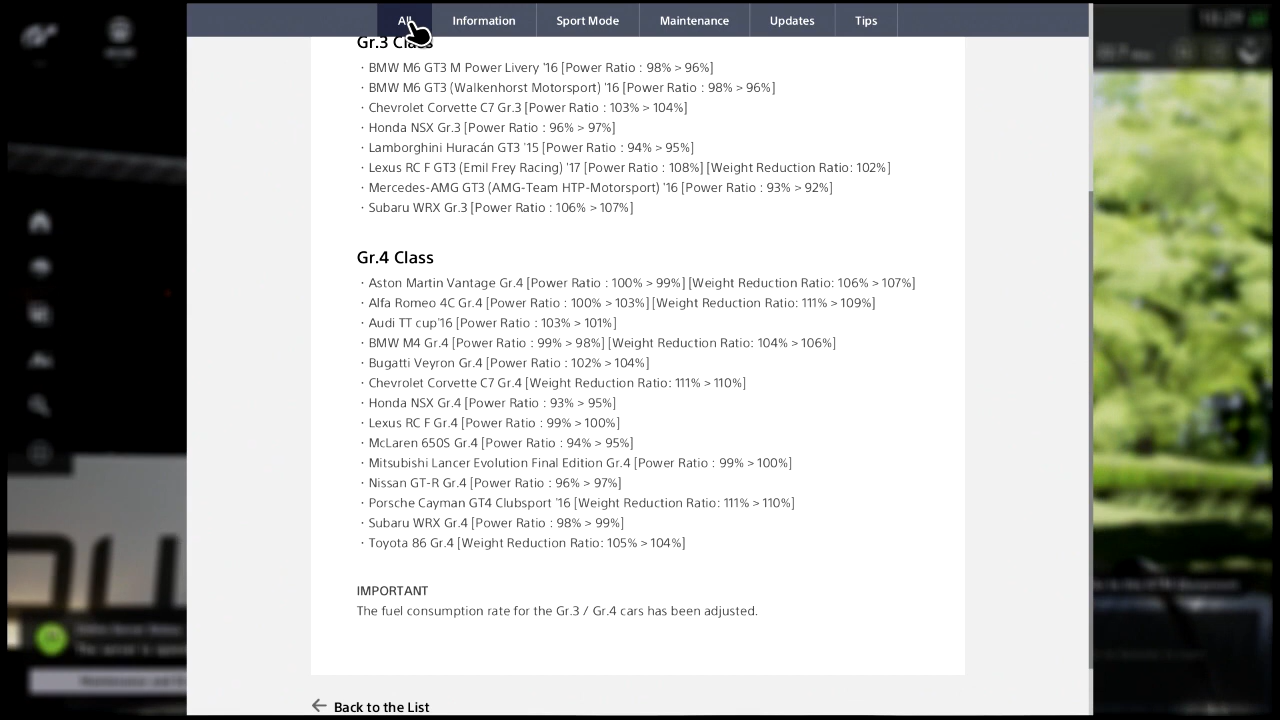 All
Information
Sport Mode
Maintenance
Updates
Tips
Gr.3 Class
· BMW M6 GT3 M Power Livery '16 [Power Ratio : 98% > 96%]
· BMW M6 GT3 (Walkenhorst Motorsport) '16 [Power Ratio : 98% > 96%]
· Chevrolet Corvette C7 Gr.3 [Power Ratio : 103% > 104%]
· Honda NSX Gr.3 [Power Ratio : 96% > 97%]
· Lamborghini Huracán GT3 '15 [Power Ratio : 94% > 95%]
· Lexus RC F GT3 (Emil Frey Racing) '17 [Power Ratio : 108%] [Weight Reduction Ratio: 102%]
· Mercedes-AMG GT3 (AMG-Team HTP-Motorsport) '16 [Power Ratio : 93% > 92%]
· Subaru WRX Gr.3 [Power Ratio : 106% > 107%]
Gr.4 Class
· Aston Martin Vantage Gr.4 [Power Ratio : 100% > 99%] [Weight Reduction Ratio: 106% > 107%]
· Alfa Romeo 4C Gr.4 [Power Ratio : 100% > 103%] [Weight Reduction Ratio: 111% > 109%]
· Audi TT cup'16 [Power Ratio : 103% > 101%]
· BMW M4 Gr.4 [Power Ratio : 99% > 98%] [Weight Reduction Ratio: 104% > 106%]
· Bugatti Veyron Gr.4 [Power Ratio : 102% > 104%]
· Chevrolet Corvette C7 Gr.4 [Weight Reduction Ratio: 111% > 110%]
· Honda NSX Gr.4 [Power Ratio : 93% > 95%]
· Lexus RC F Gr.4 [Power Ratio : 99% > 100%]
· McLaren 650S Gr.4 [Power Ratio : 94% > 95%]
· Mitsubishi Lancer Evolution Final Edition Gr.4 [Power Ratio : 99% > 100%]
· Nissan GT-R Gr.4 [Power Ratio : 96% > 97%]
· Porsche Cayman GT4 Clubsport '16 [Weight Reduction Ratio: 111% > 110%]
· Subaru WRX Gr.4 [Power Ratio : 98% > 99%]
· Toyota 86 Gr.4 [Weight Reduction Ratio: 105% > 104%]
IMPORTANT
The fuel consumption rate for the Gr.3 / Gr.4 cars has been adjusted.
Back to the List